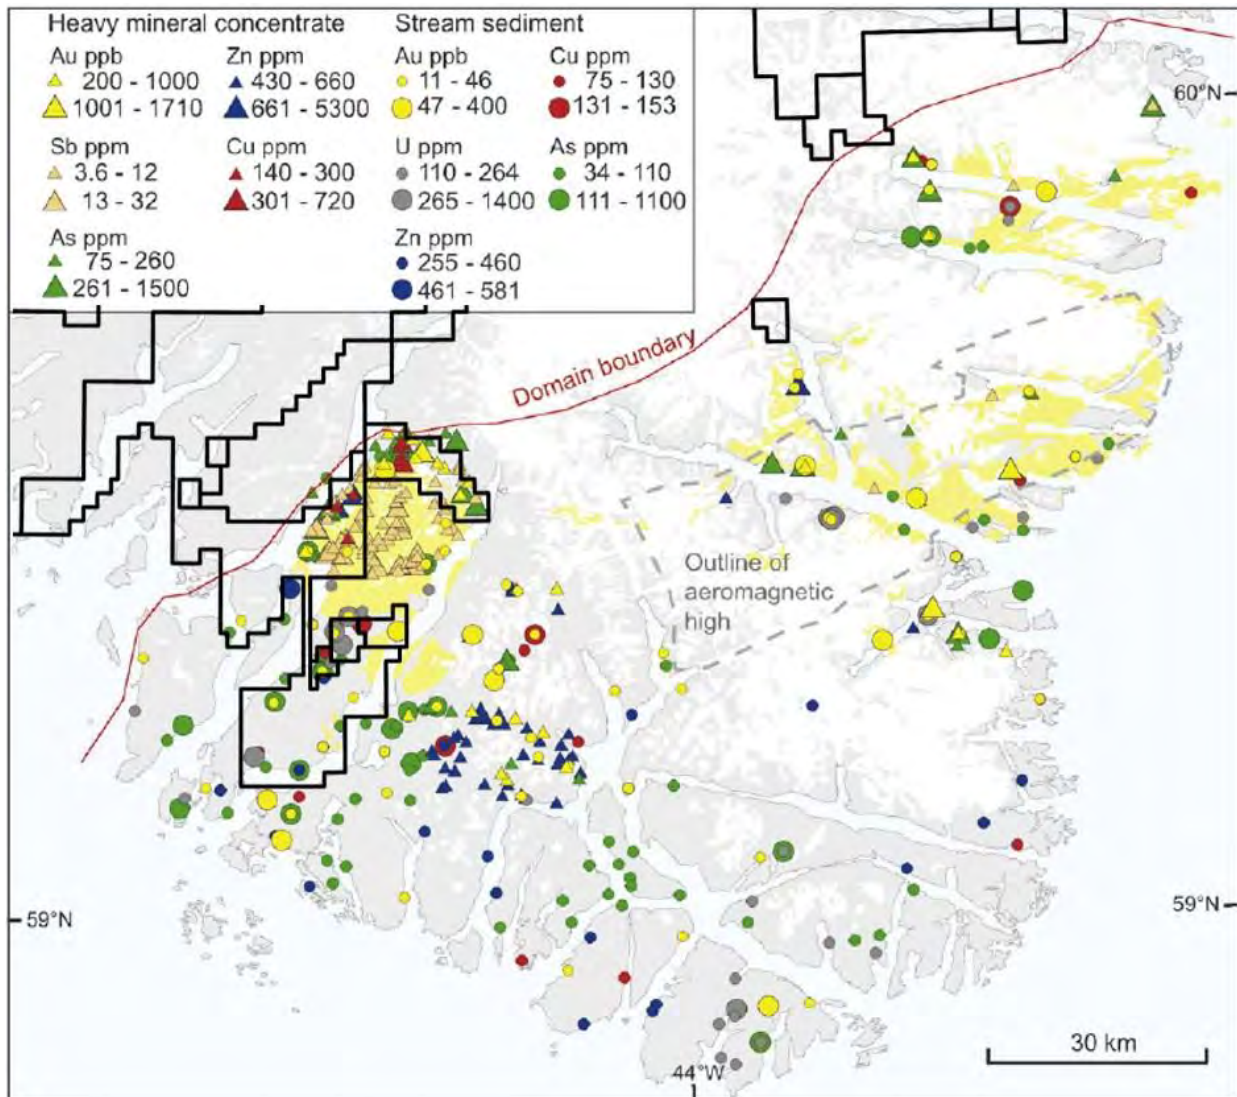 Heavy mineral concentrate
Stream sediment
Au ppb
200 - 1000
1001 - 1710
Zn ppm
430 - 660
661 - 5300
Au ppb
11 - 46
47 - 400
Cu ppm
75 - 130
131 - 153
Sb ppm
3.6 - 12
13 - 32
Cu ppm
140 - 300
301 - 720
U ppm
110 - 264
265 - 1400
As ppm
34 - 110
111 - 1100
As ppm
75 - 260
261 - 1500
Zn ppm
255 - 460
461 - 581
60°N
Domain boundary
Outline of
aeromagnetic
high
59°N
59°N
30 km
44°W